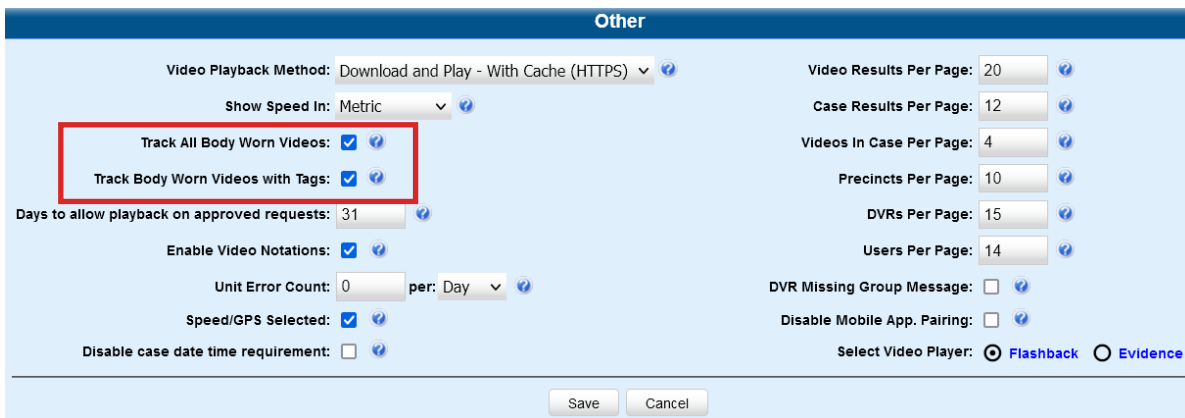 Other
Video Playback Method: Download and Play - With Cache (HTTPS)
Video Results Per Page: 20
Show Speed In: Metric
Case Results Per Page: 12
Track All Body Worn Videos:
Videos In Case Per Page: 4
Track Body Worn Videos with Tags:
Precincts Per Page: 10
Days to allow playback on approved requests: 31
DVRs Per Page: 15
Enable Video Notations:
Users Per Page: 14
Unit Error Count: 0 per: Day
DVR Missing Group Message:
Speed/GPS Selected:
Disable Mobile App. Pairing:
Disable case date time requirement:
Select Video Player: Flashback Evidence
Save Cancel